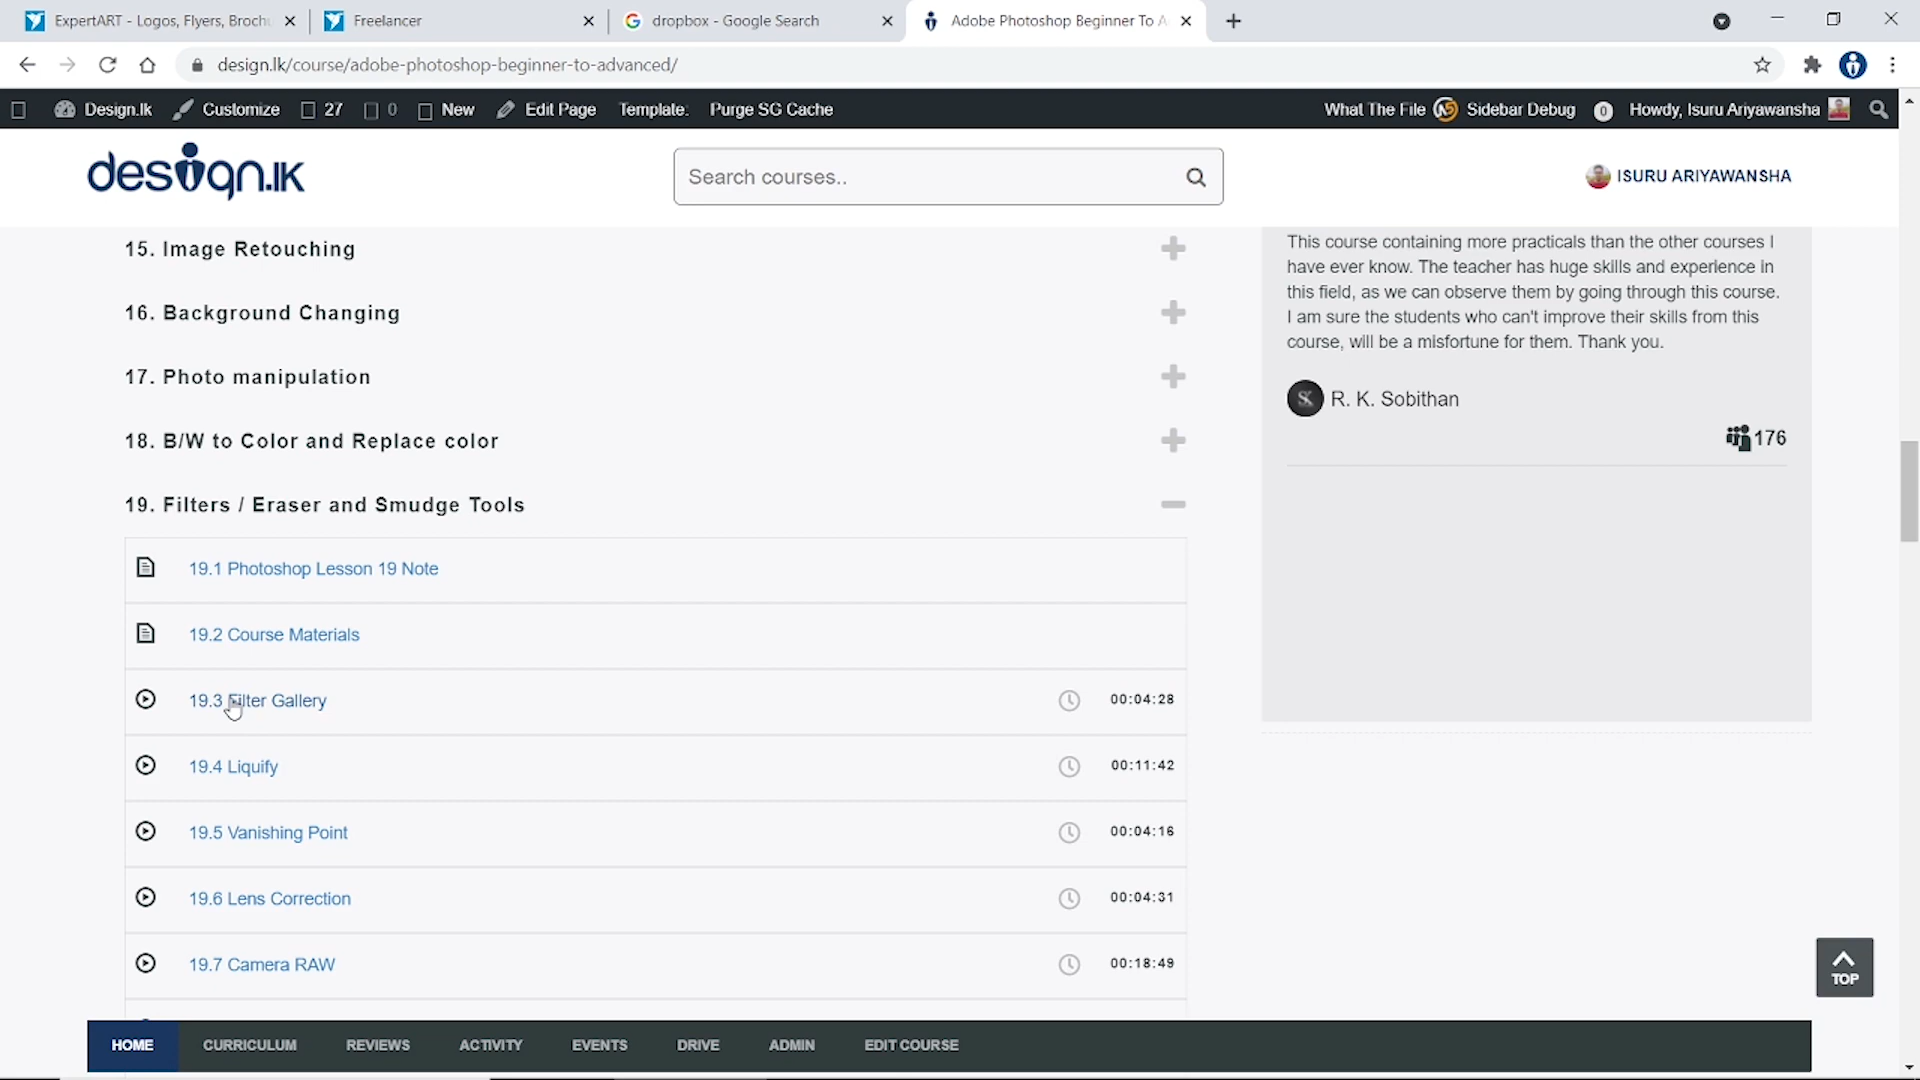 ExpertART - Logos, Flyers, Broch
Freelancer
dropbox - Google Search
Adobe Photoshop Beginner To A
design.lk/course/adobe-photoshop-beginner-to-advanced/
Design.lk
Customize
27
0
New
Edit Page
Template:
Purge SG Cache
What The File
Sidebar Debug
0
Howdy, Isuru Ariyawansha
design.lk
Search courses..
ISURU ARIYAWANSHA
15. Image Retouching
16. Background Changing
17. Photo manipulation
18. B/W to Color and Replace color
19. Filters / Eraser and Smudge Tools
19.1 Photoshop Lesson 19 Note
19.2 Course Materials
19.3 Filter Gallery
00:04:28
19.4 Liquify
00:11:42
19.5 Vanishing Point
00:04:16
19.6 Lens Correction
00:04:31
19.7 Camera RAW
00:18:49
This course containing more practicals than the other courses I
have ever know. The teacher has huge skills and experience in
this field, as we can observe them by going through this course.
I am sure the students who can't improve their skills from this
course, will be a misfortune for them. Thank you.
SK
R. K. Sobithan
176
TOP
HOME
CURRICULUM
REVIEWS
ACTIVITY
EVENTS
DRIVE
ADMIN
EDIT COURSE